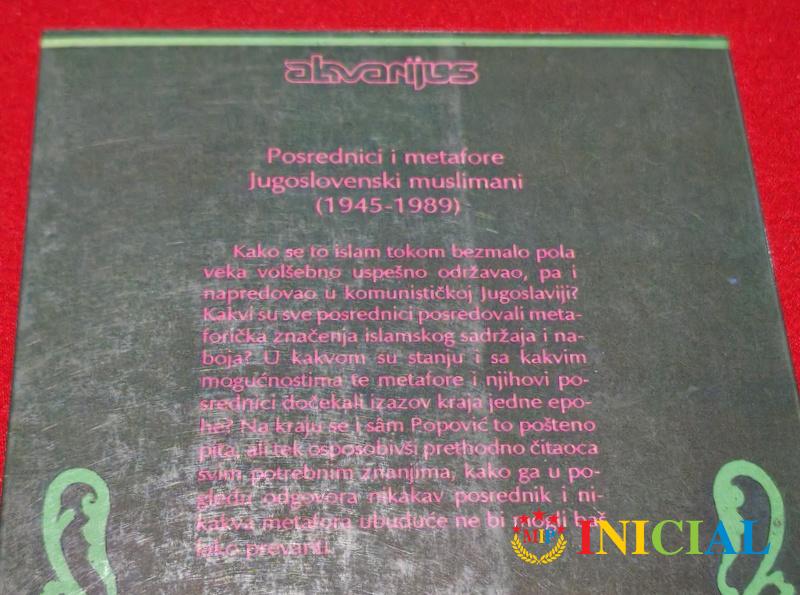 akvarijus
Posrednici i metafore
Jugoslovenski muslimani
(1945-1989)
Kako se to islam tokom bezmalo pola
veka volšebno uspešno održavao, pa i
napredovao u komunističkoj Jugoslaviji?
Kakvi su sve posrednici posredovali meta-
forička značenja islamskog sadržaja i na-
boja? U kakvom su stanju i sa kakvim
mogućnostima te metafore i njihovi po-
srednici dočekali izazov kraja jedne epo-
he? Na kraju se i sâm Popović to pošteno
pita, ali tek osposobivši prethodno čitaoca
svim potrebnim znanjima, kako ga u po-
gledu odgovora nikakav posrednik i ni-
kakva metafora ubuduće ne bi mogli baš
lako prevariti.
MIP
INICIAL